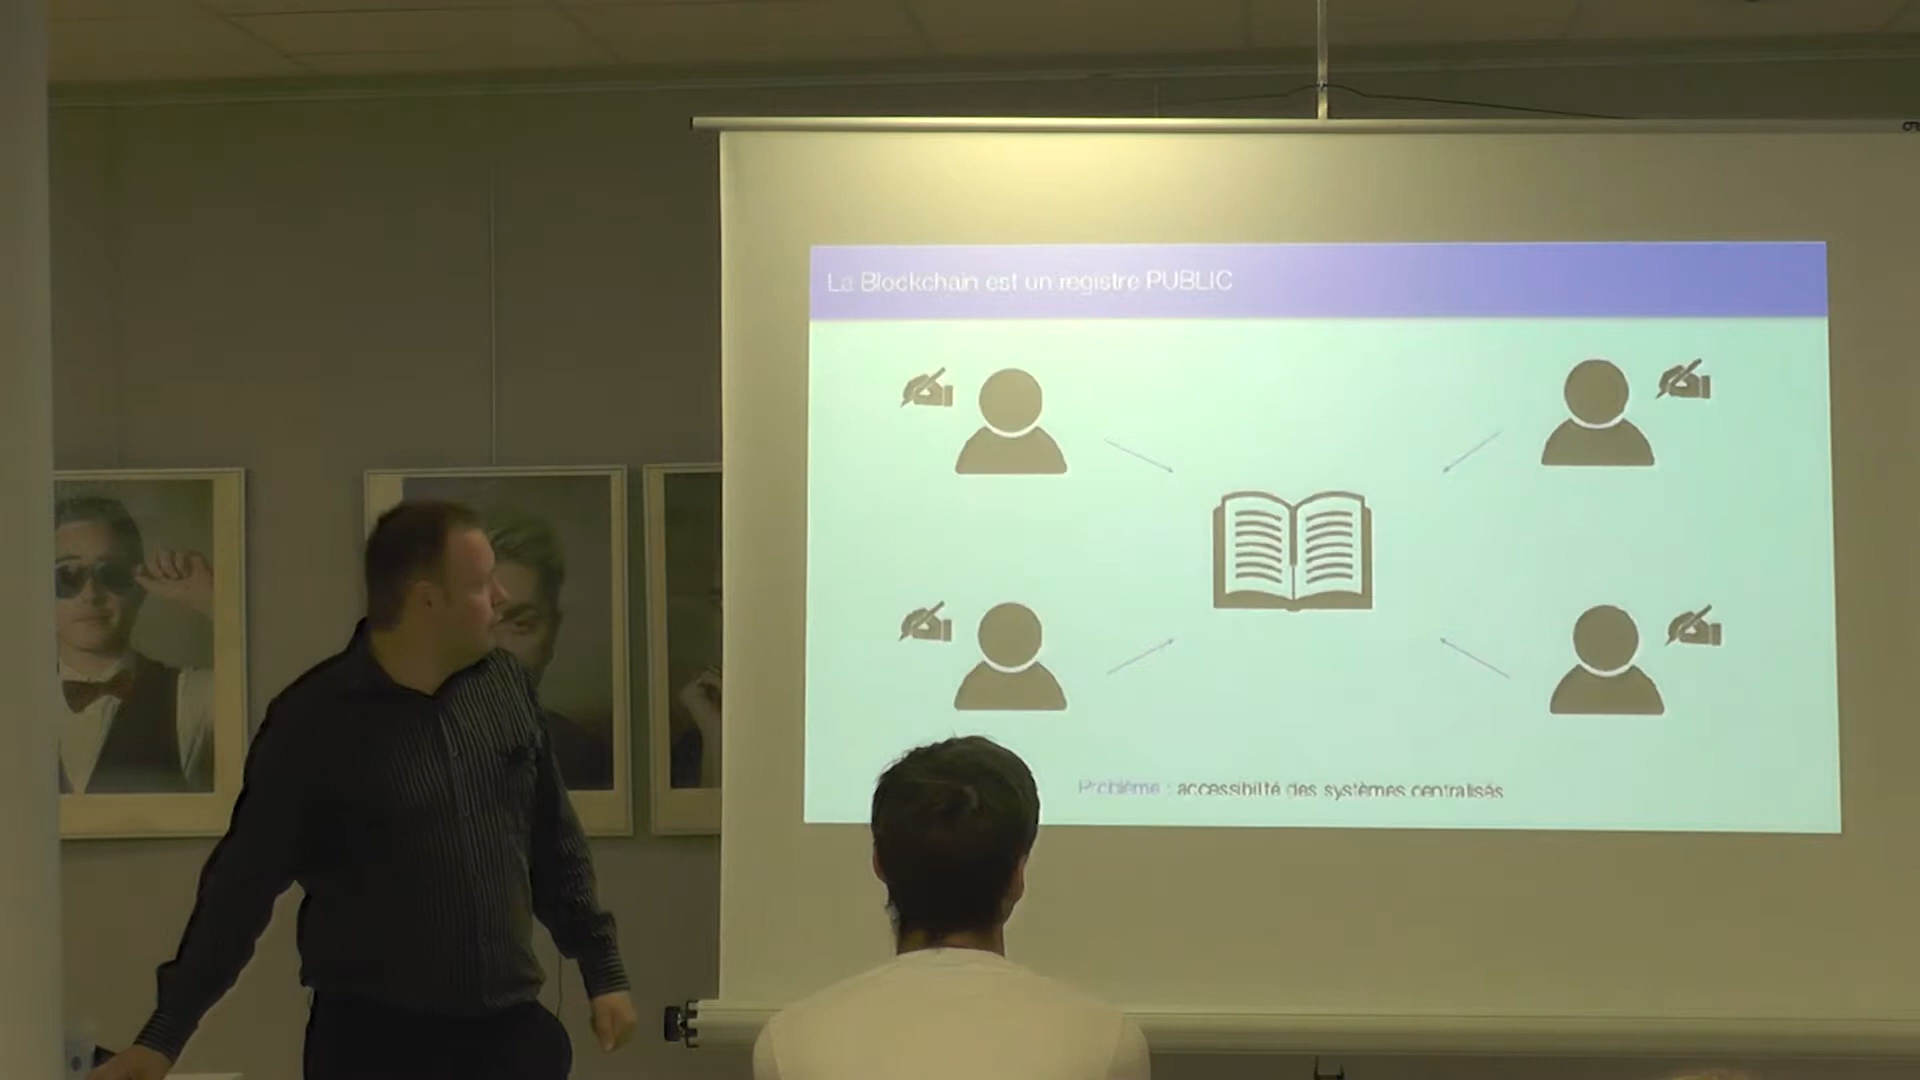 La Blockchain est un registre PUBLIC
Problème : accessibilité des systèmes centralisés